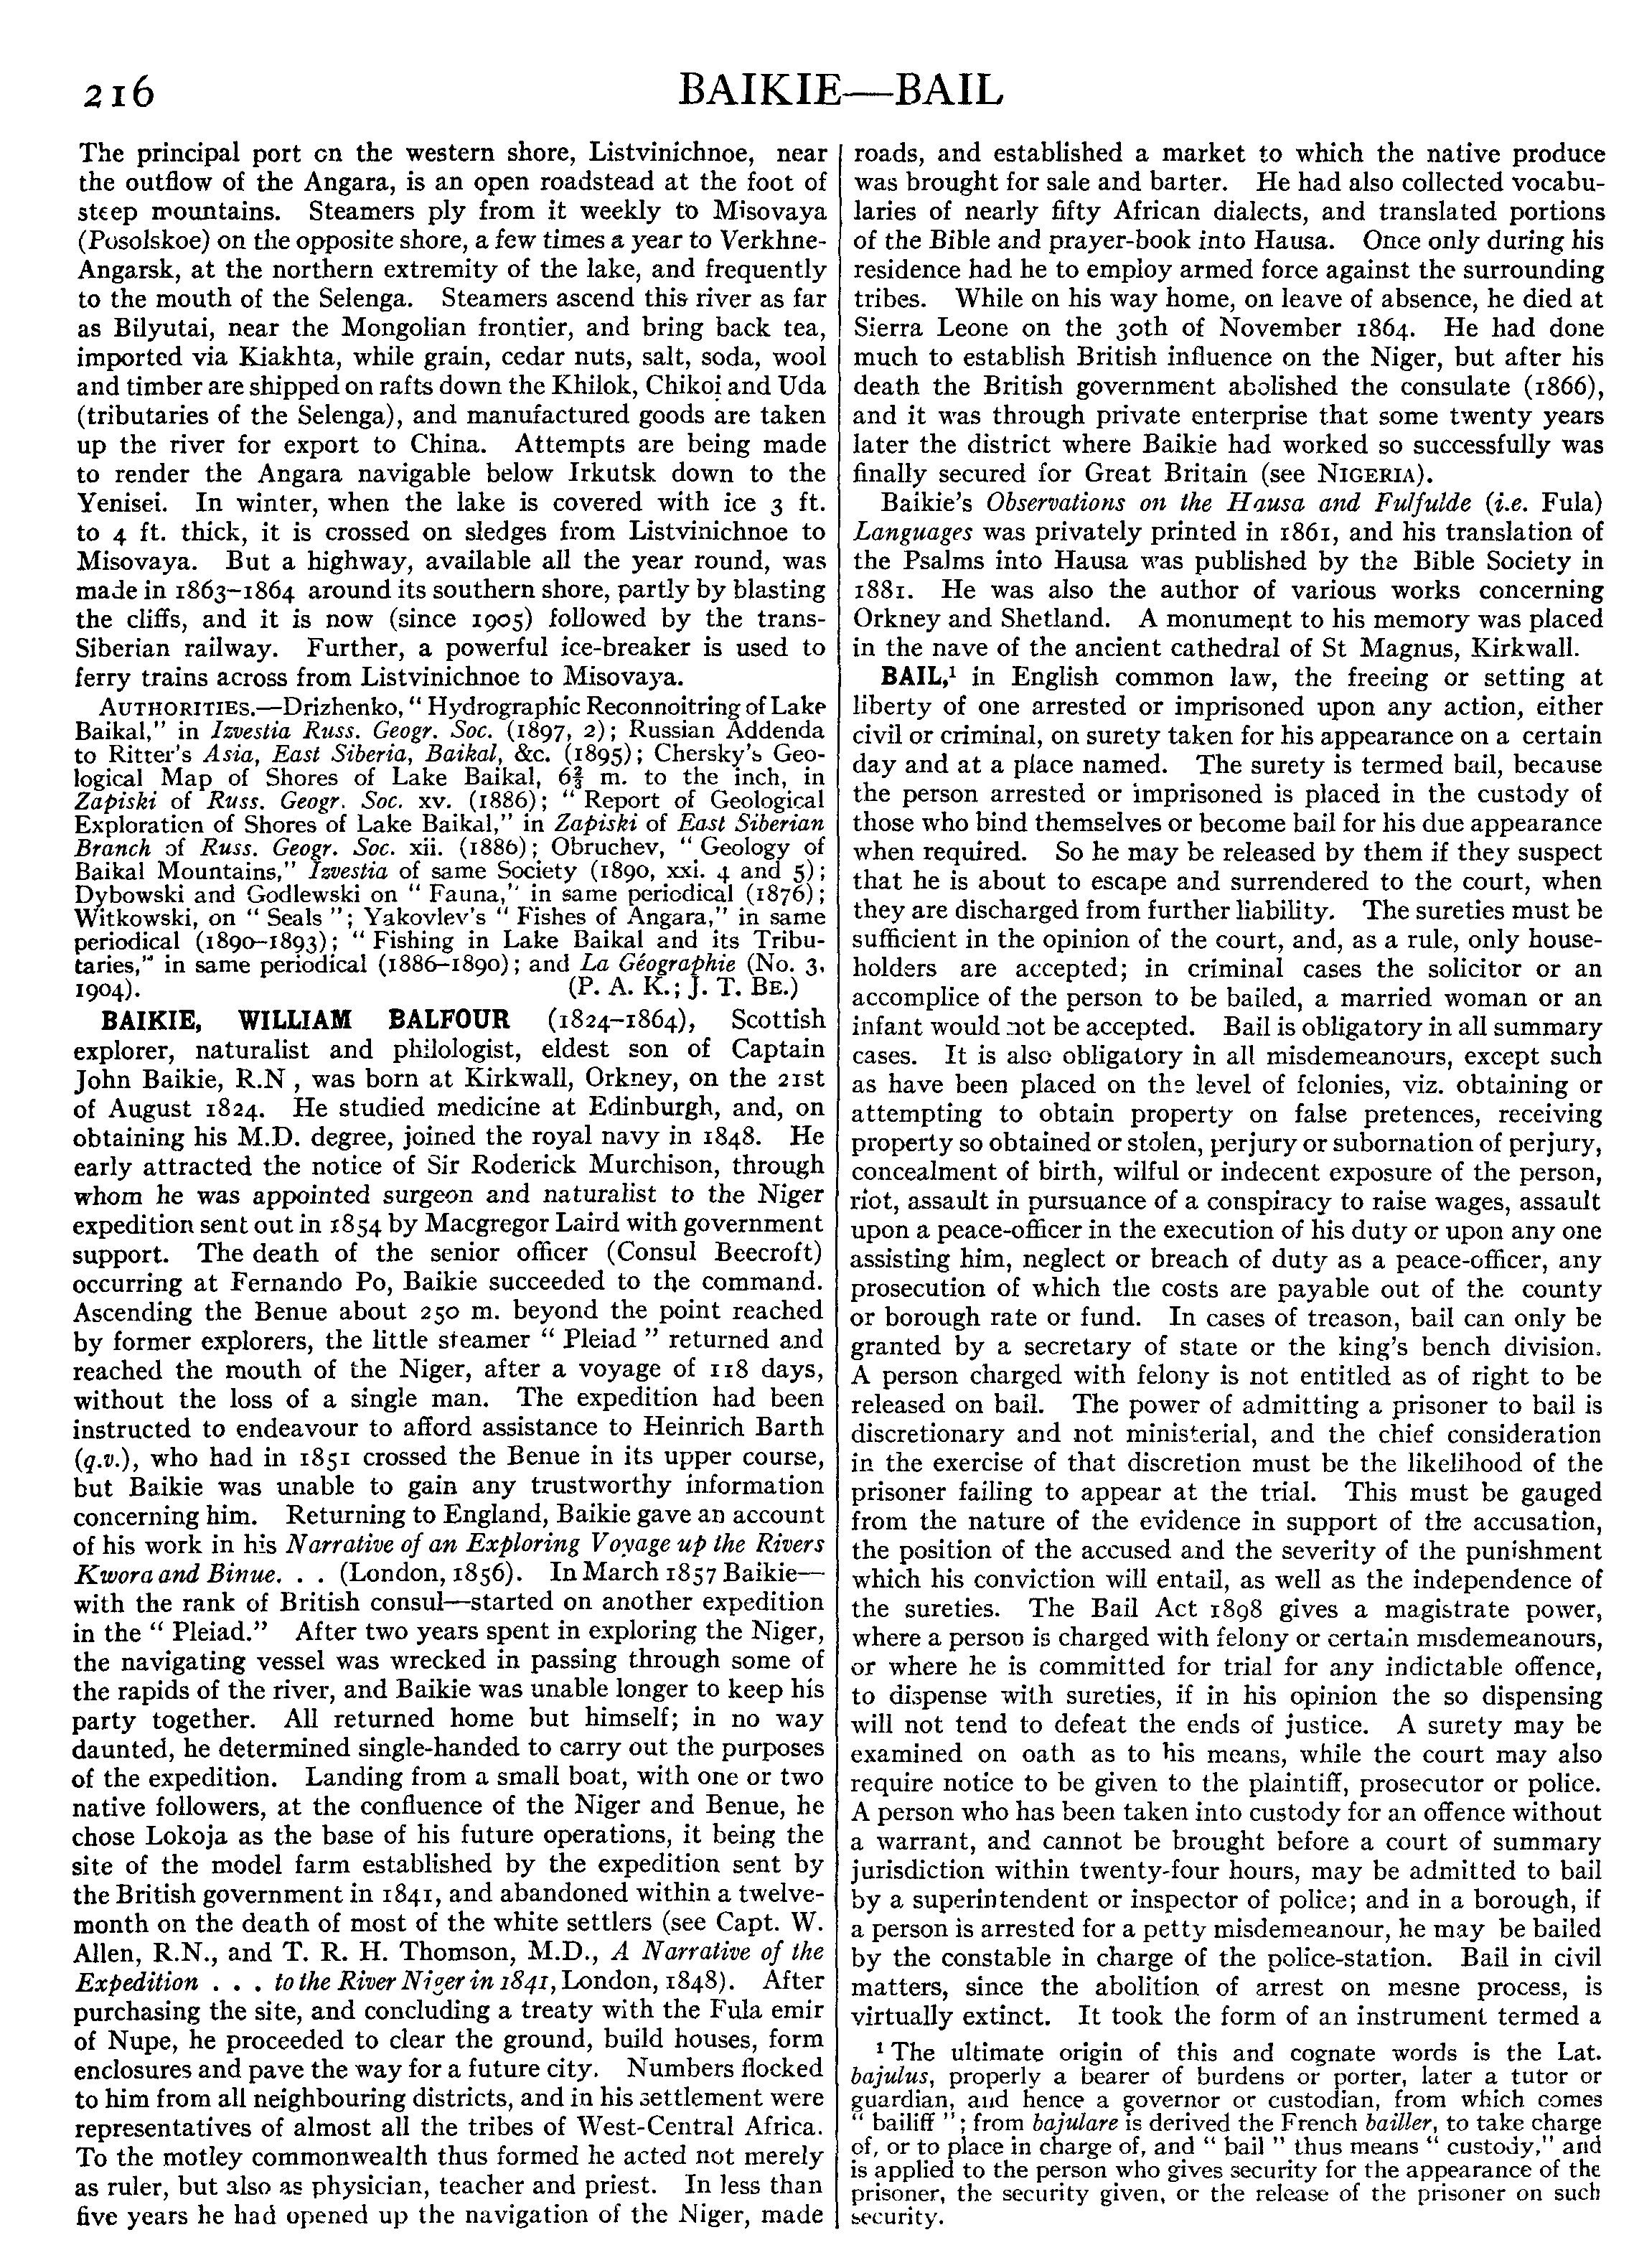 216
BAIKIE—BAIL
The principal port on the western shore, Listvinichnoe, near
the outflow of the Angara, is an open roadstead at the foot of
steep mountains. Steamers ply from it weekly to Misovaya
(Posolskoe) on the opposite shore, a few times a year to Verkhne-
Angarsk, at the northern extremity of the lake, and frequently
to the mouth of the Selenga. Steamers ascend this river as far
as Bilyutai, near the Mongolian frontier, and bring back tea,
imported via Kiakhta, while grain, cedar nuts, salt, soda, wool
and timber are shipped on rafts down the Khilok, Chikoi and Uda
(tributaries of the Selenga), and manufactured goods are taken
up the river for export to China. Attempts are being made
to render the Angara navigable below Irkutsk down to the
Yenisei. In winter, when the lake is covered with ice 3 ft.
to 4 ft. thick, it is crossed on sledges from Listvinichnoe to
Misovaya. But a highway, available all the year round, was
made in 1863–1864 around its southern shore, partly by blasting
the cliffs, and it is now (since 1905) followed by the trans-
Siberian railway. Further, a powerful ice-breaker is used to
ferry trains across from Listvinichnoe to Misovaya.
AUTHORITIES.—Drizhenko, “ Hydrographic Reconnoitring of Lake
Baikal,” in Izvestia Russ. Geogr. Soc. (1897, 2); Russian Addenda
to Ritter's Asia, East Siberia, Baikal, &c. (1895); Chersky's Geo-
logical Map of Shores of Lake Baikal, 6⅔ m. to the inch, in
Zapiski of Russ. Geogr. Soc. xv. (1886); “ Report of Geological
Exploration of Shores of Lake Baikal,” in Zapiski of East Siberian
Branch of Russ. Geogr. Soc. xii. (1886); Obruchev, “ Geology of
Baikal Mountains,” Izvestia of same Society (1890, xxi. 4 and 5);
Dybowski and Godlewski on “ Fauna,” in same periodical (1876);
Witkowski, on “ Seals ”; Yakovlev's “ Fishes of Angara,” in same
periodical (1890–1893); “ Fishing in Lake Baikal and its Tribu-
taries,” in same periodical (1886–1890); and La Géographie (No. 3,
1904). (P. A. K.; J. T. BE.)
BAIKIE, WILLIAM BALFOUR (1824–1864), Scottish
explorer, naturalist and philologist, eldest son of Captain
John Baikie, R.N , was born at Kirkwall, Orkney, on the 21st
of August 1824. He studied medicine at Edinburgh, and, on
obtaining his M.D. degree, joined the royal navy in 1848. He
early attracted the notice of Sir Roderick Murchison, through
whom he was appointed surgeon and naturalist to the Niger
expedition sent out in 1854 by Macgregor Laird with government
support. The death of the senior officer (Consul Beecroft)
occurring at Fernando Po, Baikie succeeded to the command.
Ascending the Benue about 250 m. beyond the point reached
by former explorers, the little steamer “ Pleiad ” returned and
reached the mouth of the Niger, after a voyage of 118 days,
without the loss of a single man. The expedition had been
instructed to endeavour to afford assistance to Heinrich Barth
(q.v.), who had in 1851 crossed the Benue in its upper course,
but Baikie was unable to gain any trustworthy information
concerning him. Returning to England, Baikie gave an account
of his work in his Narrative of an Exploring Voyage up the Rivers
Kwora and Binue. . . (London, 1856). In March 1857 Baikie—
with the rank of British consul—started on another expedition
in the “ Pleiad.” After two years spent in exploring the Niger,
the navigating vessel was wrecked in passing through some of
the rapids of the river, and Baikie was unable longer to keep his
party together. All returned home but himself; in no way
daunted, he determined single-handed to carry out the purposes
of the expedition. Landing from a small boat, with one or two
native followers, at the confluence of the Niger and Benue, he
chose Lokoja as the base of his future operations, it being the
site of the model farm established by the expedition sent by
the British government in 1841, and abandoned within a twelve-
month on the death of most of the white settlers (see Capt. W.
Allen, R.N., and T. R. H. Thomson, M.D., A Narrative of the
Expedition . . . to the River Niger in 1841, London, 1848). After
purchasing the site, and concluding a treaty with the Fula emir
of Nupe, he proceeded to clear the ground, build houses, form
enclosures and pave the way for a future city. Numbers flocked
to him from all neighbouring districts, and in his settlement were
representatives of almost all the tribes of West-Central Africa.
To the motley commonwealth thus formed he acted not merely
as ruler, but also as physician, teacher and priest. In less than
five years he had opened up the navigation of the Niger, made
roads, and established a market to which the native produce
was brought for sale and barter. He had also collected vocabu-
laries of nearly fifty African dialects, and translated portions
of the Bible and prayer-book into Hausa. Once only during his
residence had he to employ armed force against the surrounding
tribes. While on his way home, on leave of absence, he died at
Sierra Leone on the 30th of November 1864. He had done
much to establish British influence on the Niger, but after his
death the British government abolished the consulate (1866),
and it was through private enterprise that some twenty years
later the district where Baikie had worked so successfully was
finally secured for Great Britain (see NIGERIA).
Baikie's Observations on the Hausa and Fulfulde (i.e. Fula)
Languages was privately printed in 1861, and his translation of
the Psalms into Hausa was published by the Bible Society in
1881. He was also the author of various works concerning
Orkney and Shetland. A monument to his memory was placed
in the nave of the ancient cathedral of St Magnus, Kirkwall.
BAIL,¹ in English common law, the freeing or setting at
liberty of one arrested or imprisoned upon any action, either
civil or criminal, on surety taken for his appearance on a certain
day and at a place named. The surety is termed bail, because
the person arrested or imprisoned is placed in the custody of
those who bind themselves or become bail for his due appearance
when required. So he may be released by them if they suspect
that he is about to escape and surrendered to the court, when
they are discharged from further liability. The sureties must be
sufficient in the opinion of the court, and, as a rule, only house-
holders are accepted; in criminal cases the solicitor or an
accomplice of the person to be bailed, a married woman or an
infant would not be accepted. Bail is obligatory in all summary
cases. It is also obligatory in all misdemeanours, except such
as have been placed on the level of felonies, viz. obtaining or
attempting to obtain property on false pretences, receiving
property so obtained or stolen, perjury or subornation of perjury,
concealment of birth, wilful or indecent exposure of the person,
riot, assault in pursuance of a conspiracy to raise wages, assault
upon a peace-officer in the execution of his duty or upon any one
assisting him, neglect or breach of duty as a peace-officer, any
prosecution of which the costs are payable out of the county
or borough rate or fund. In cases of treason, bail can only be
granted by a secretary of state or the king's bench division.
A person charged with felony is not entitled as of right to be
released on bail. The power of admitting a prisoner to bail is
discretionary and not ministerial, and the chief consideration
in the exercise of that discretion must be the likelihood of the
prisoner failing to appear at the trial. This must be gauged
from the nature of the evidence in support of the accusation,
the position of the accused and the severity of the punishment
which his conviction will entail, as well as the independence of
the sureties. The Bail Act 1898 gives a magistrate power,
where a person is charged with felony or certain misdemeanours,
or where he is committed for trial for any indictable offence,
to dispense with sureties, if in his opinion the so dispensing
will not tend to defeat the ends of justice. A surety may be
examined on oath as to his means, while the court may also
require notice to be given to the plaintiff, prosecutor or police.
A person who has been taken into custody for an offence without
a warrant, and cannot be brought before a court of summary
jurisdiction within twenty-four hours, may be admitted to bail
by a superintendent or inspector of police; and in a borough, if
a person is arrested for a petty misdemeanour, he may be bailed
by the constable in charge of the police-station. Bail in civil
matters, since the abolition of arrest on mesne process, is
virtually extinct. It took the form of an instrument termed a
¹ The ultimate origin of this and cognate words is the Lat.
bajulus, properly a bearer of burdens or porter, later a tutor or
guardian, and hence a governor or custodian, from which comes
“ bailiff ”; from bajulare is derived the French bailler, to take charge
of, or to place in charge of, and “ bail ” thus means “ custody,” and
is applied to the person who gives security for the appearance of the
prisoner, the security given, or the release of the prisoner on such
security.